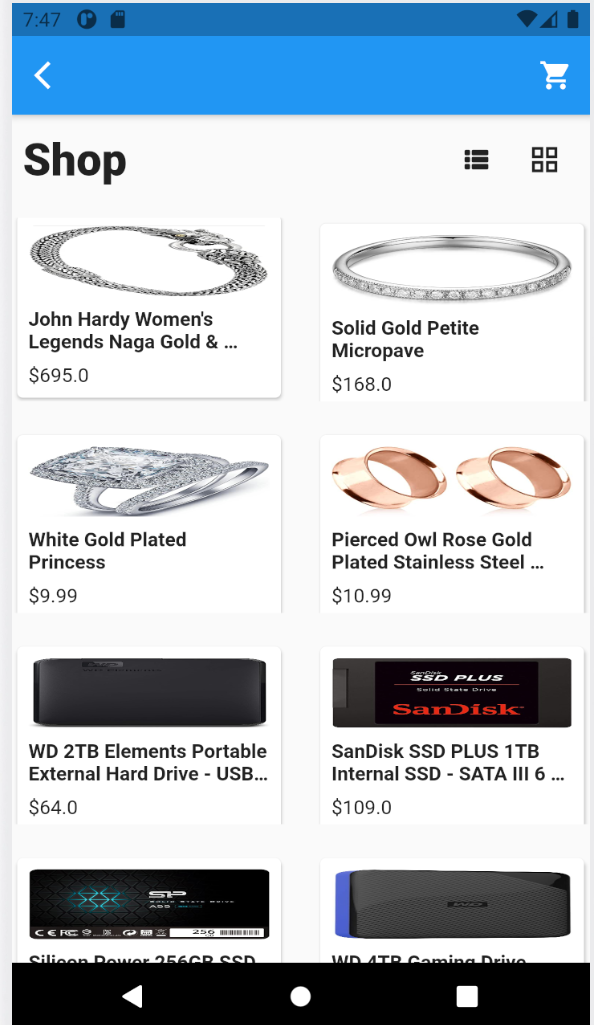 7:47
Shop
John Hardy Women's
Legends Naga Gold & ...
$695.0
Solid Gold Petite
Micropave
$168.0
White Gold Plated
Princess
$9.99
Pierced Owl Rose Gold
Plated Stainless Steel ...
$10.99
WD 2TB Elements Portable
External Hard Drive - USB...
$64.0
SanDisk
SSD PLUS
Solid State Drive
SanDisk
SanDisk SSD PLUS 1TB
Internal SSD - SATA III 6 ...
$109.0
SP
A55
256
Silicon Power 256GB SSD
WD
WD 4TB Gaming Drive